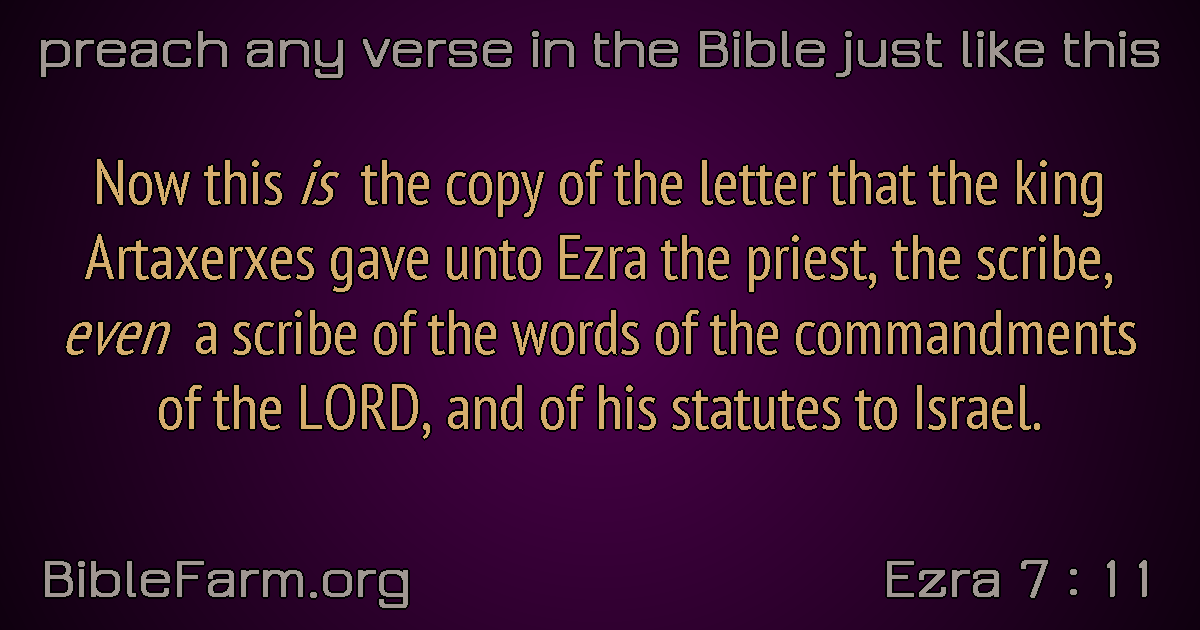 preach any verse in the Bible just like this
Now this is the copy of the letter that the king
Artaxerxes gave unto Ezra the priest, the scribe,
even a scribe of the words of the commandments
of the LORD, and of his statutes to Israel.
BibleFarm.org
Ezra 7 : 11